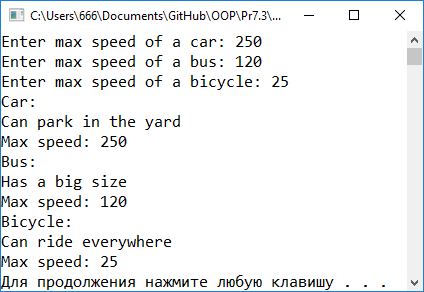 C:\Users\666\Documents\GitHub\OOP\Pr7.3\...
Enter max speed of a car: 250
Enter max speed of a bus: 120
Enter max speed of a bicycle: 25
Car:
Can park in the yard
Max speed: 250
Bus:
Has a big size
Max speed: 120
Bicycle:
Can ride everywhere
Max speed: 25
Для продолжения нажмите любую клавишу . . .